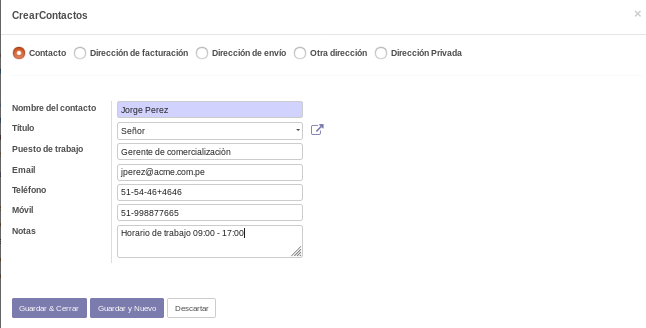 CrearContactos
×
Contacto Dirección de facturación Dirección de envío Otra dirección Dirección Privada
Nombre del contacto Jorge Perez
Título Señor
Puesto de trabajo Gerente de comercializaciòn
Email jperez@acme.com.pe
Teléfono 51-54-46+4646
Móvil 51-998877665
Notas Horario de trabajo 09:00 - 17:00
Guardar & Cerrar Guardar y Nuevo Descartar